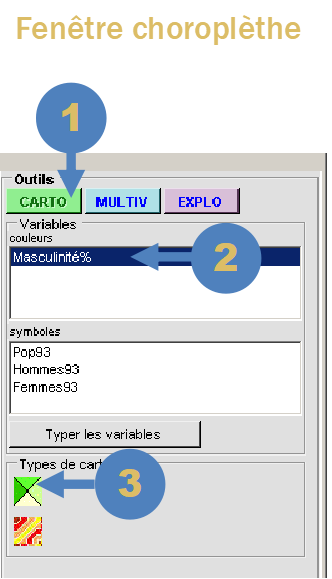 Fenêtre choroplèthe
1
Outils
CARTO MULTIV EXPLO
Variables
couleurs
Masculinité%
2
symboles
Pop93
Hommes93
Femmes93
Typer les variables
Types de cart
3